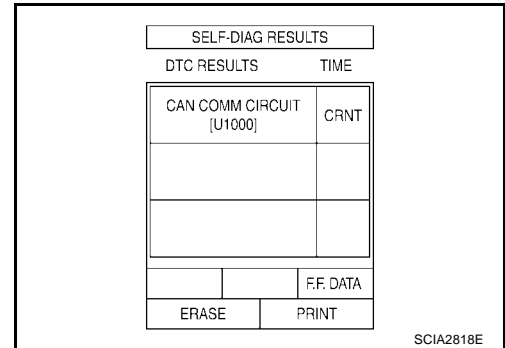 SELF-DIAG RESULTS
DTC RESULTS TIME
CAN COMM CIRCUIT CRNT
[U1000]
F.F. DATA
ERASE PRINT
SCIA2818E